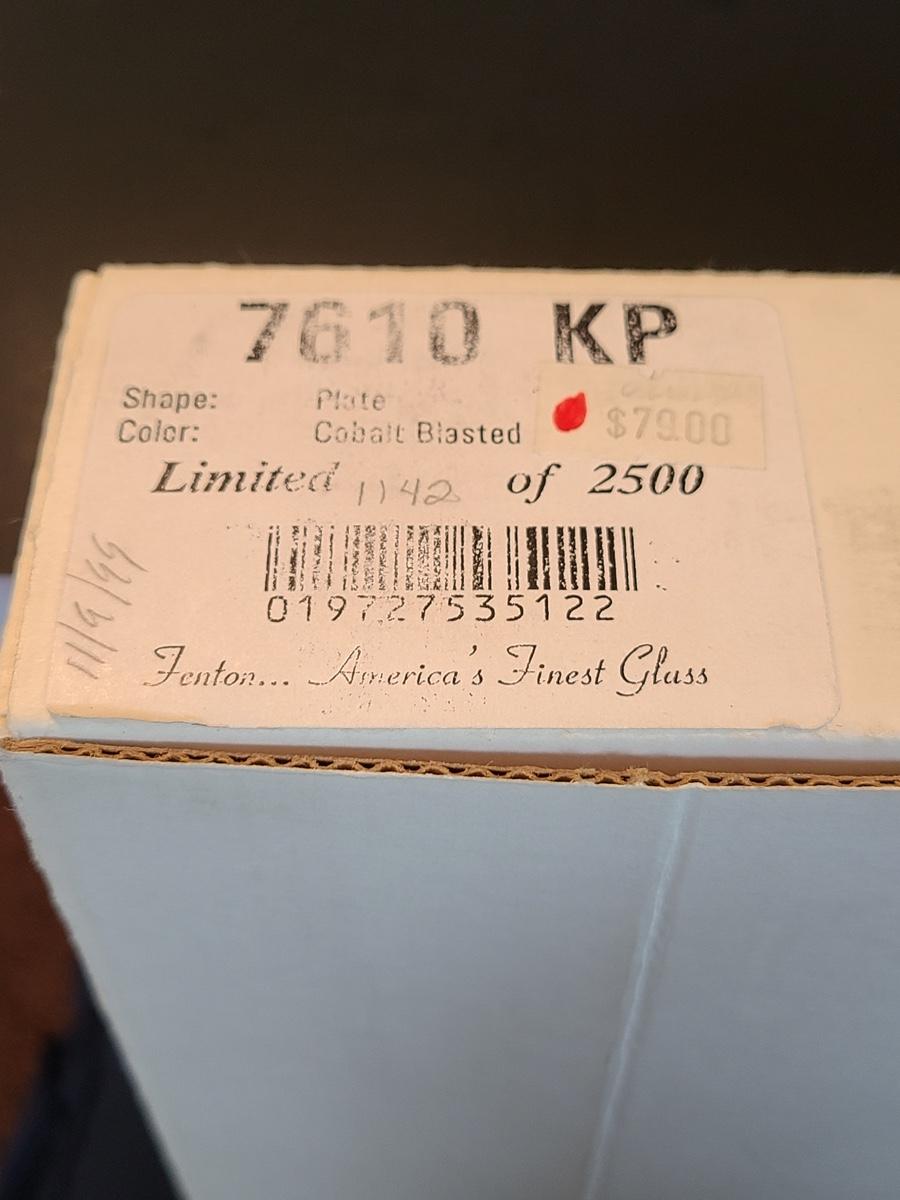 7610 KP
Shape: Plate
Color: Cobalt Blasted
$79.00
Limited 1142 of 2500
019727535122
11/9/99
Fenton... America's Finest Glass